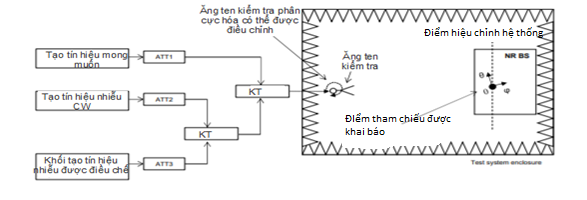 Ăng ten kiểm tra phân
cực hóa có thể được
điều chỉnh
Điểm hiệu chỉnh hệ thống
Tạo tín hiệu mong
muốn
ATT1
Ăng ten
kiểm tra
NR BS
KT
θ
φ
Tạo tín hiệu nhiễu
CW
ATT2
KT
Điểm tham chiếu được
khai báo
Khối tạo tín hiệu
nhiễu được điều chế
ATT3
Test system enclosure